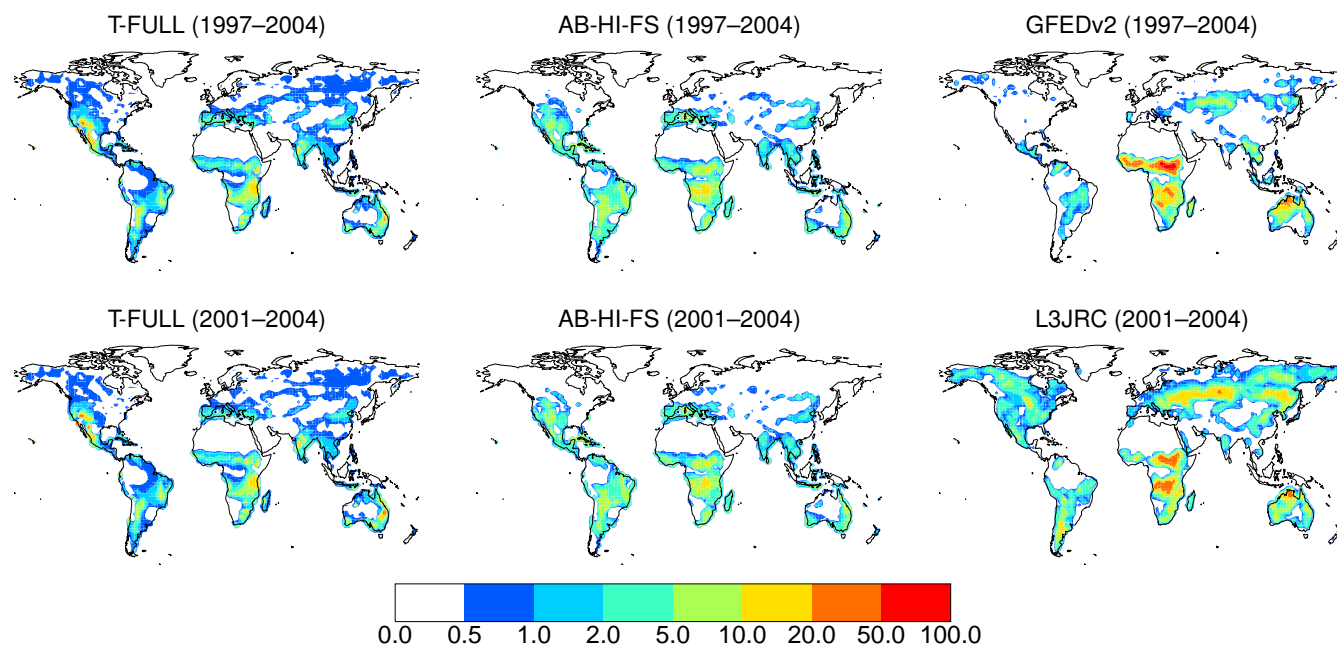 T-FULL (1997–2004) AB-HI-FS (1997–2004) GFEDv2 (1997–2004)
T-FULL (2001–2004) AB-HI-FS (2001–2004) L3JRC (2001–2004)
0.0 0.5 1.0 2.0 5.0 10.0 20.0 50.0 100.0